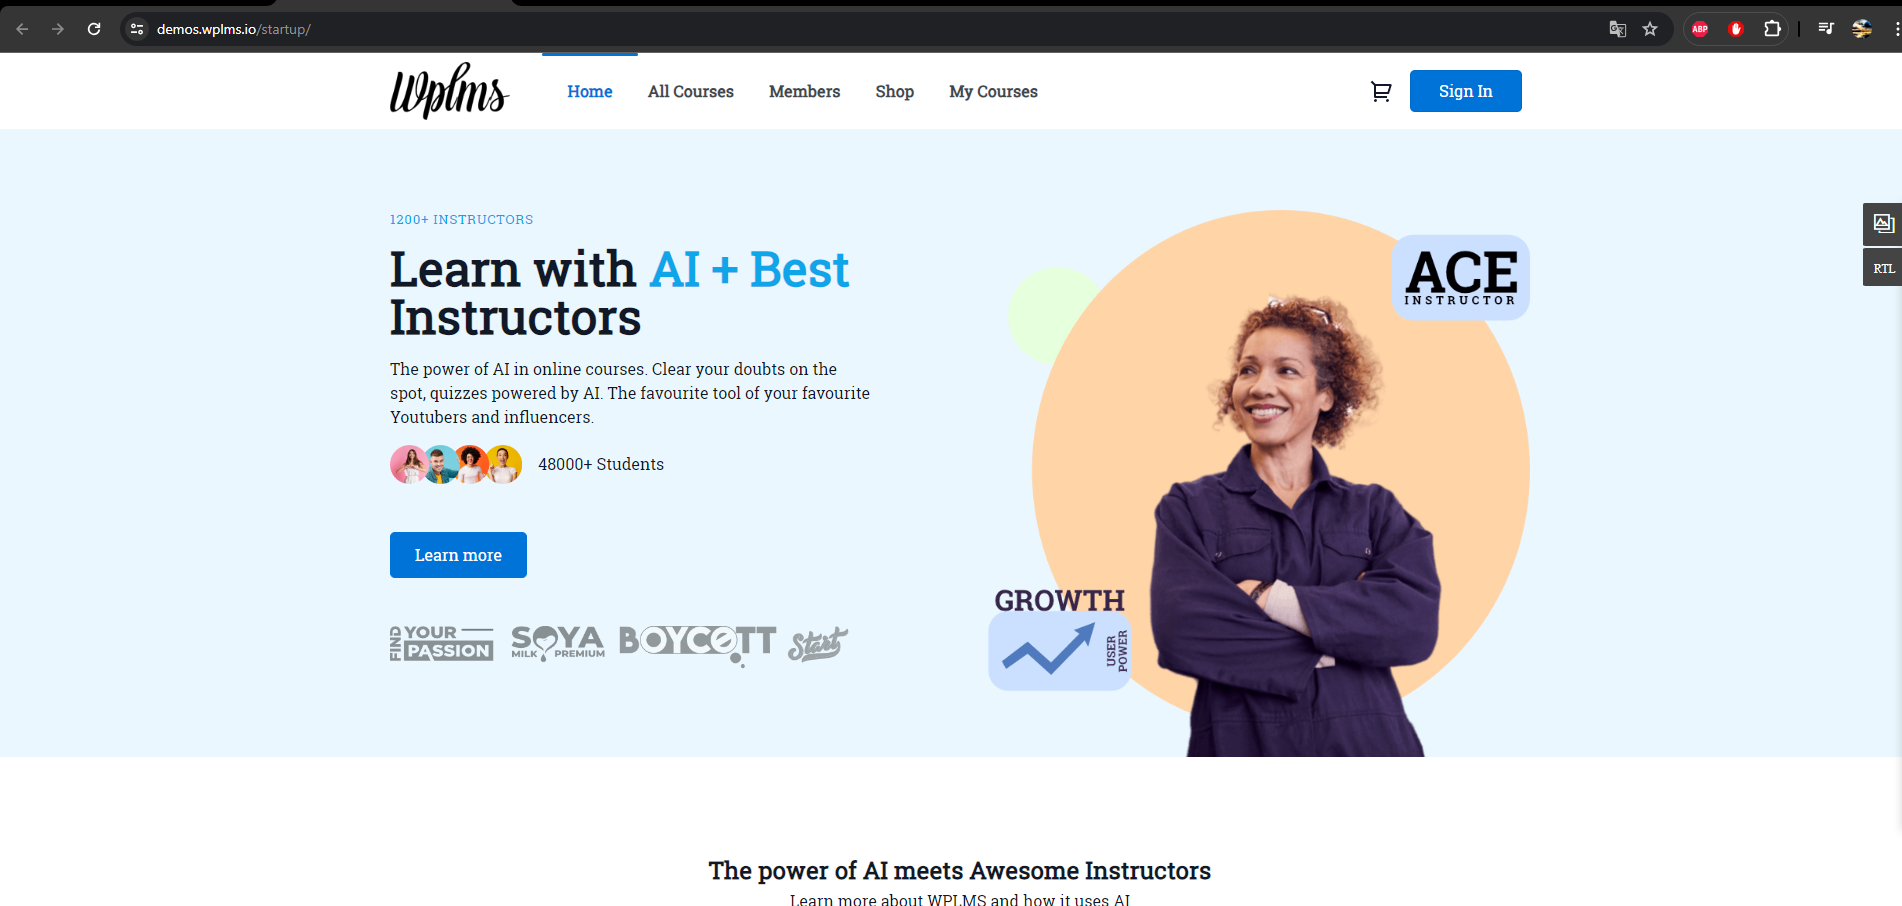 demos.wplms.io/startup/
ABP
Wplms
Home
All Courses
Members
Shop
My Courses
Sign In
1200+ INSTRUCTORS
Learn with AI + Best
Instructors
The power of AI in online courses. Clear your doubts on the
spot, quizzes powered by AI. The favourite tool of your favourite
Youtubers and influencers.
48000+ Students
Learn more
FIND YOUR PASSION
SOYA
MILK PREMIUM
BOYCOTT
Start
ACE
INSTRUCTOR
GROWTH
USER
POWER
RTL
The power of AI meets Awesome Instructors
Learn more about WPLMS and how it uses AI